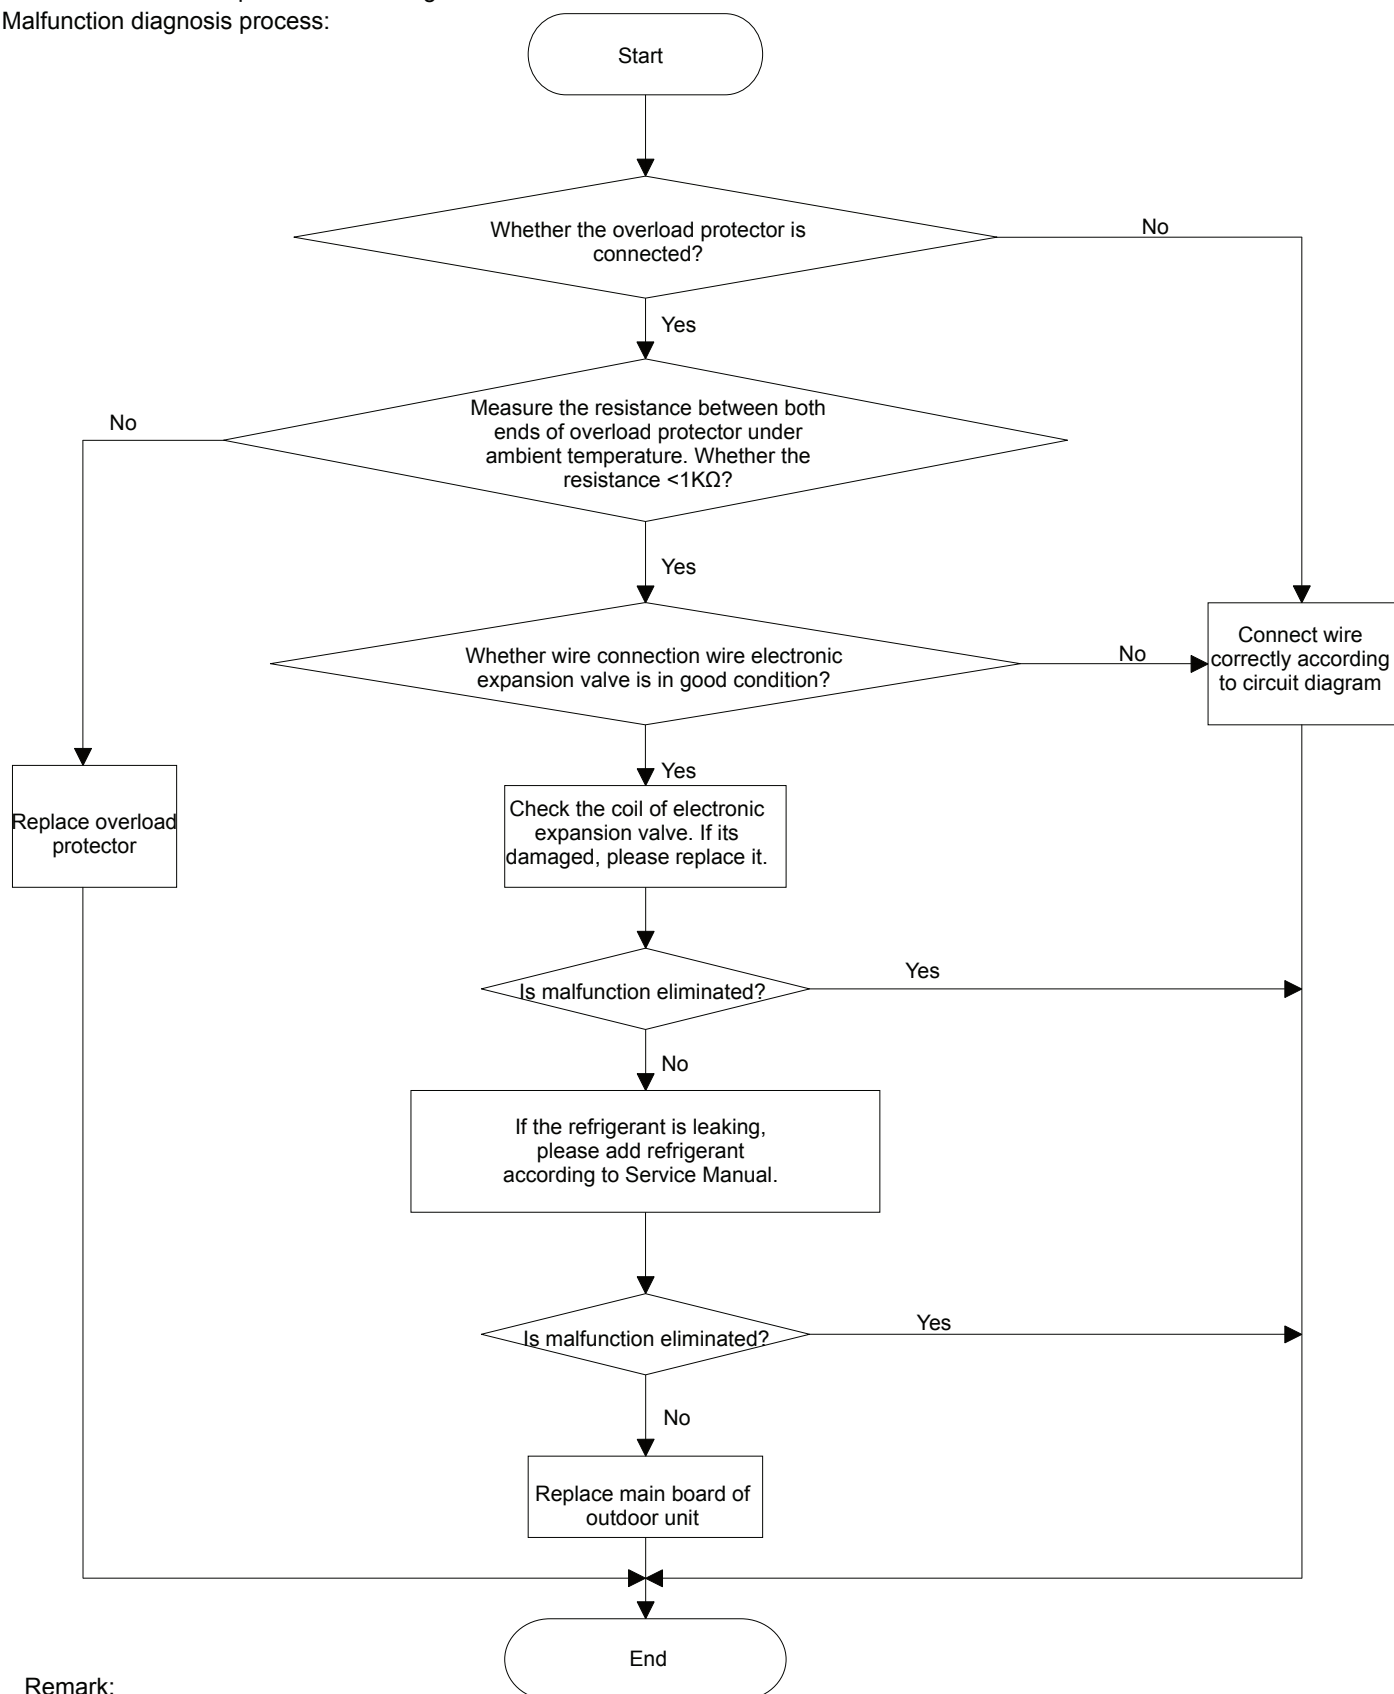 Malfunction diagnosis process:
Start
Whether the overload protector is
connected?
No
Yes
Measure the resistance between both
ends of overload protector under
ambient temperature. Whether the
resistance <1KΩ?
No
Yes
Whether wire connection wire electronic
expansion valve is in good condition?
No
Connect wire
correctly according
to circuit diagram
Yes
Replace overload
protector
Check the coil of electronic
expansion valve. If its
damaged, please replace it.
Is malfunction eliminated?
Yes
No
If the refrigerant is leaking,
please add refrigerant
according to Service Manual.
Is malfunction eliminated?
Yes
No
Replace main board of
outdoor unit
End
Remark: